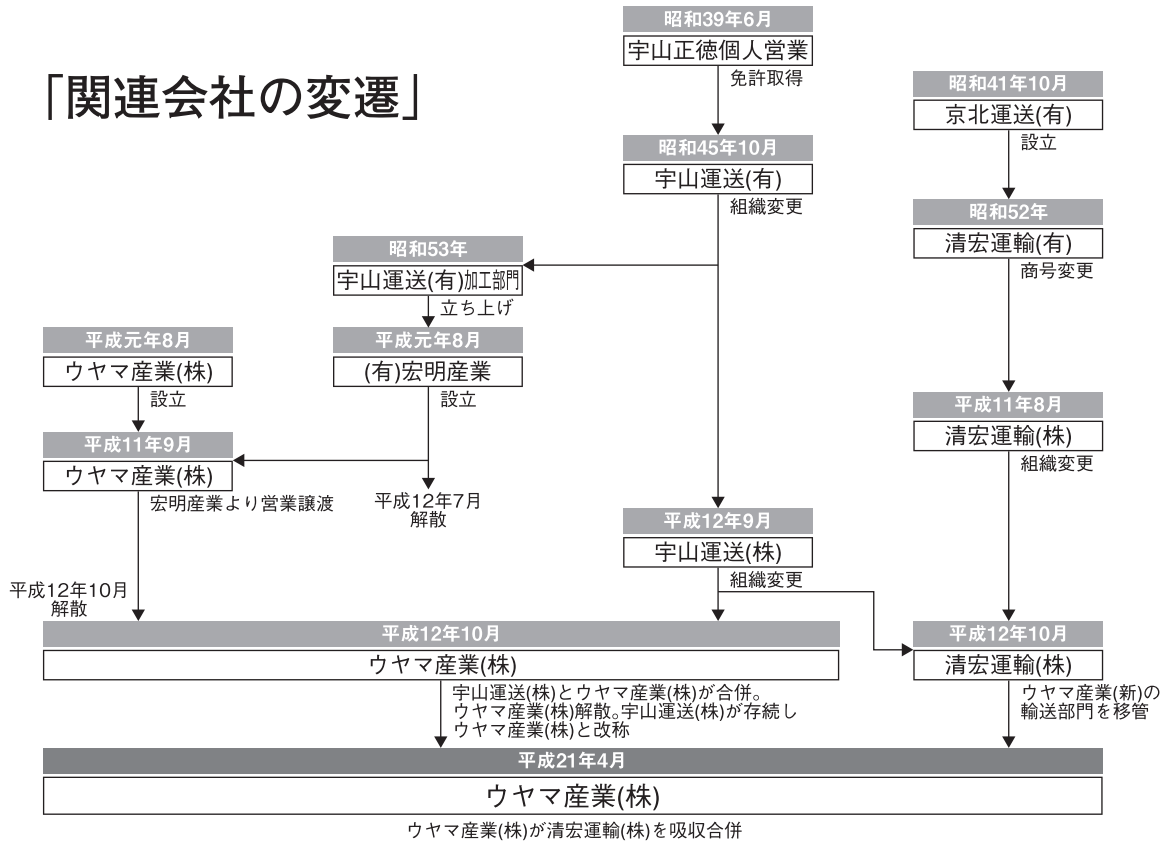 「関連会社の変遷」
昭和39年6月
宇山正徳個人営業
免許取得
昭和45年10月
宇山運送(有)
組織変更
昭和41年10月
京北運送(有)
設立
昭和52年
清宏運輸(有)
商号変更
昭和53年
宇山運送(有)加工部門
立ち上げ
平成元年8月
ウヤマ産業(株)
設立
平成元年8月
(有)宏明産業
設立
平成11年8月
清宏運輸(株)
組織変更
平成11年9月
ウヤマ産業(株)
宏明産業より営業譲渡
平成12年7月
解散
平成12年9月
宇山運送(株)
組織変更
平成12年10月
解散
平成12年10月
ウヤマ産業(株)
宇山運送(株)とウヤマ産業(株)が合併。
ウヤマ産業(株)解散。宇山運送(株)が存続し
ウヤマ産業(株)と改称
平成12年10月
清宏運輸(株)
ウヤマ産業(新)の
輸送部門を移管
平成21年4月
ウヤマ産業(株)
ウヤマ産業(株)が清宏運輸(株)を吸収合併